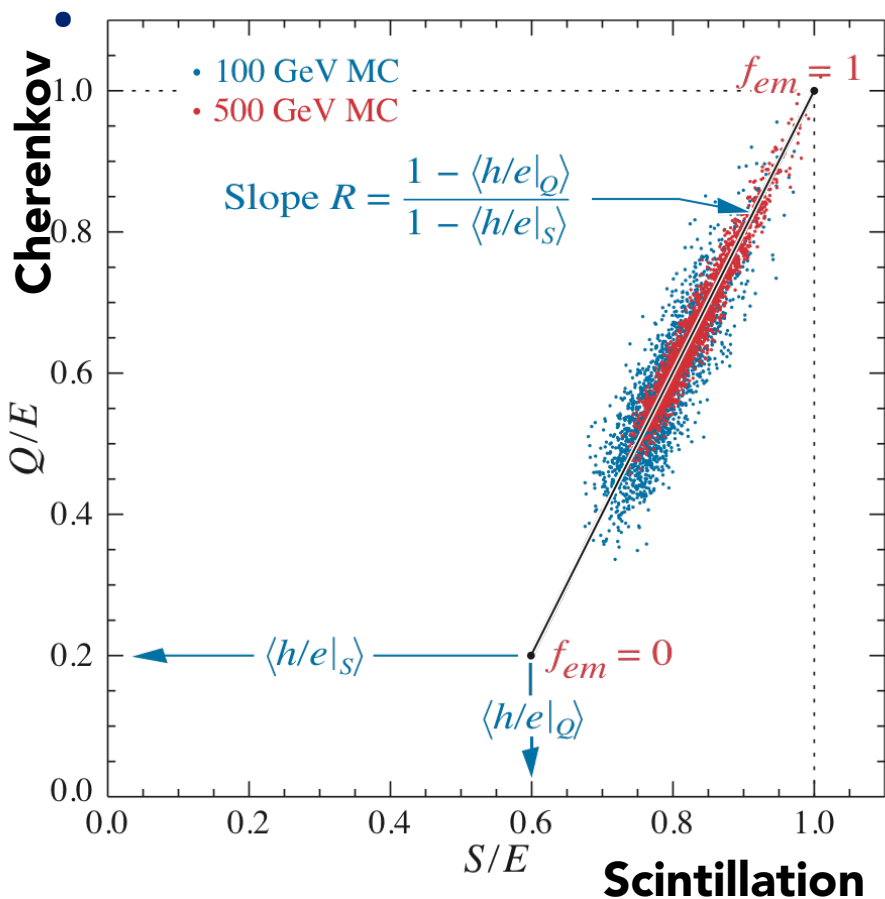 Cherenkov
• 100 GeV MC
• 500 GeV MC
f_em = 1
Slope R = (1 − ⟨h/e|_Q⟩) / (1 − ⟨h/e|_S⟩)
Q/E
1.0
0.8
0.6
0.4
0.2
0.0
⟨h/e|_S⟩
f_em = 0
⟨h/e|_Q⟩
0.0 0.2 0.4 0.6 0.8 1.0
S/E
Scintillation